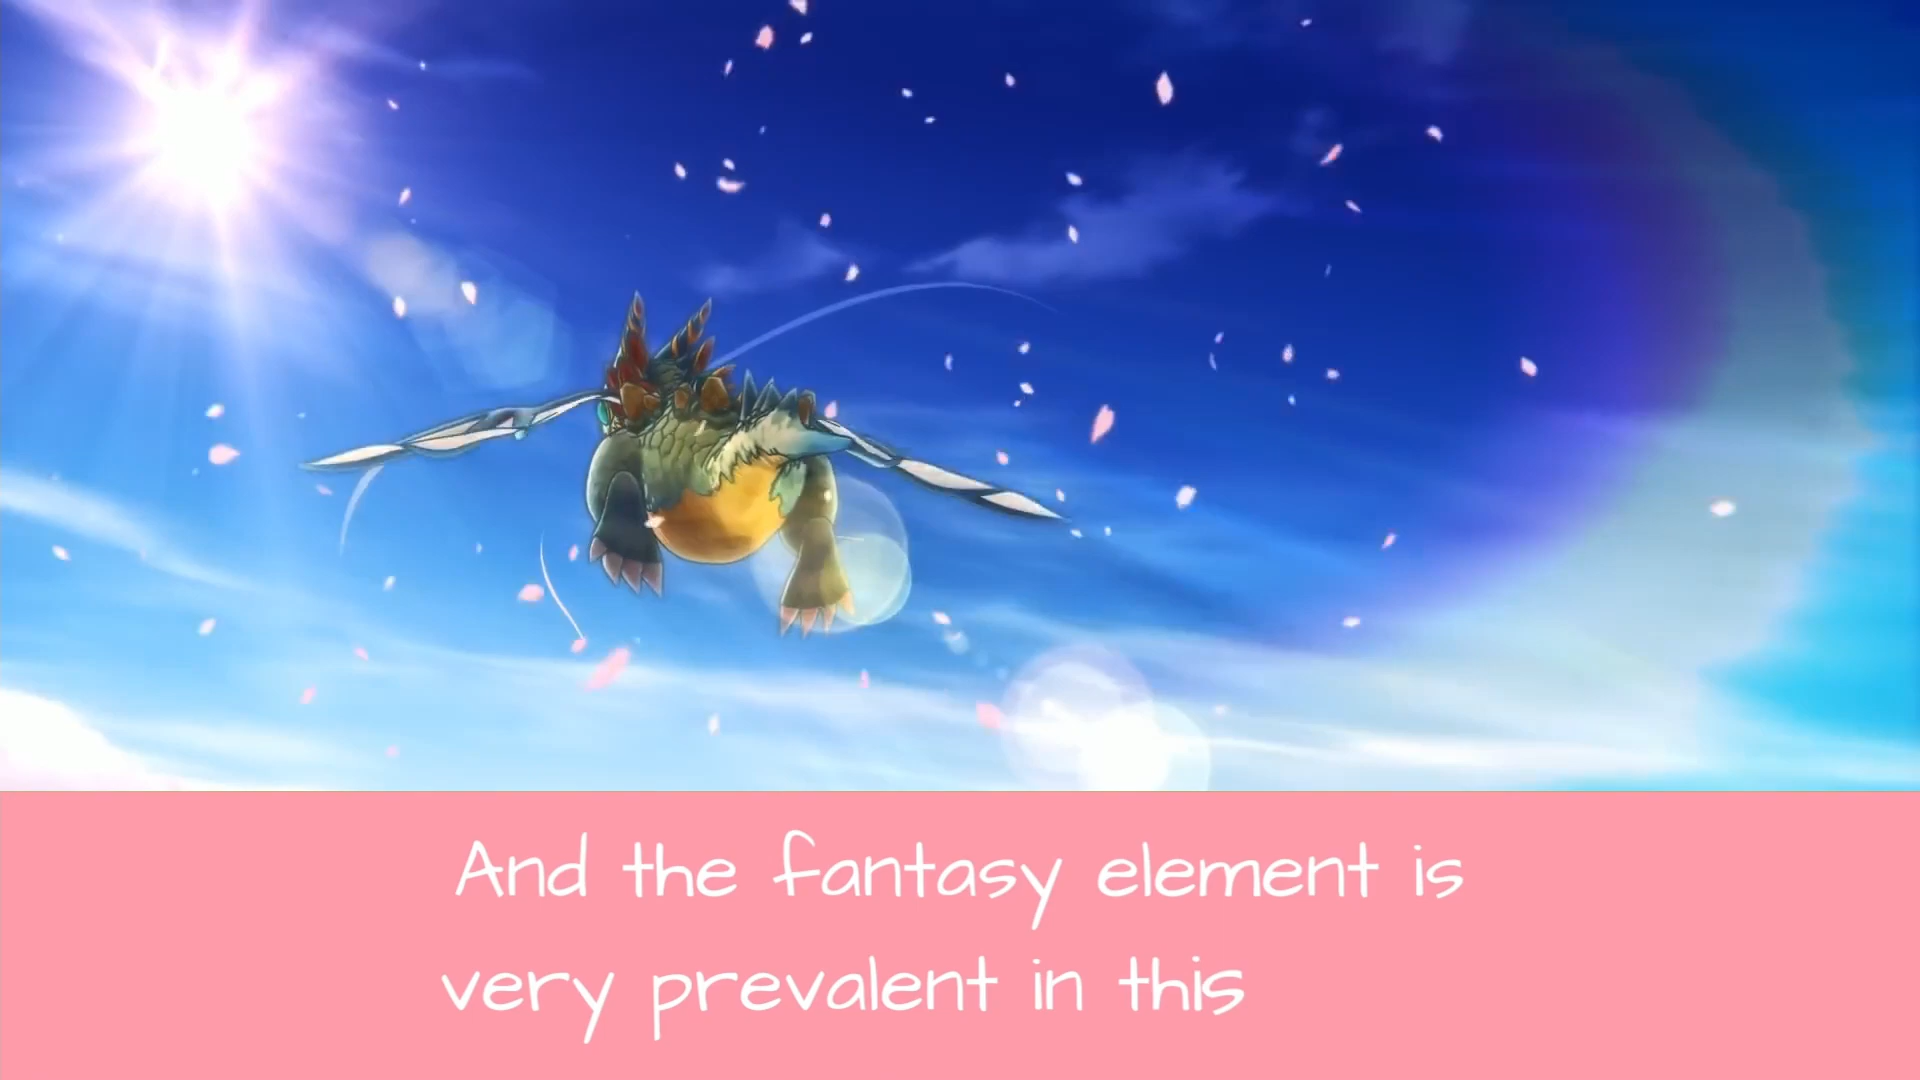 And the fantasy element is
very prevalent in this